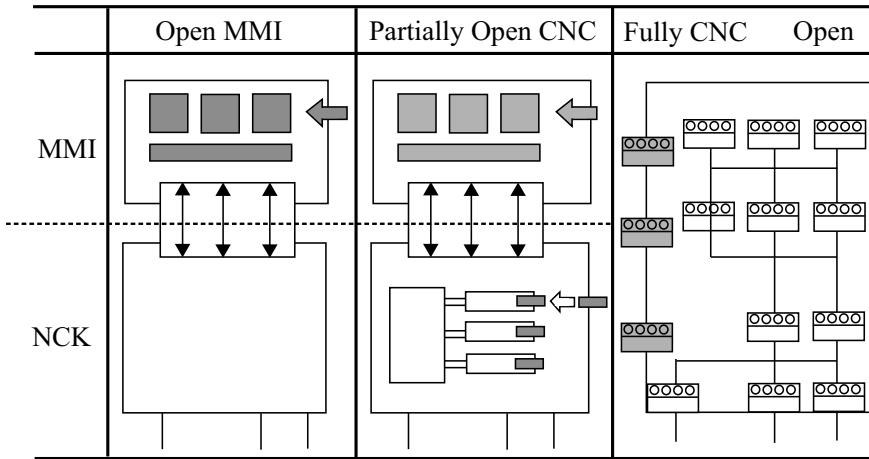 Open MMI
Partially Open CNC
Fully CNC Open
MMI
NCK